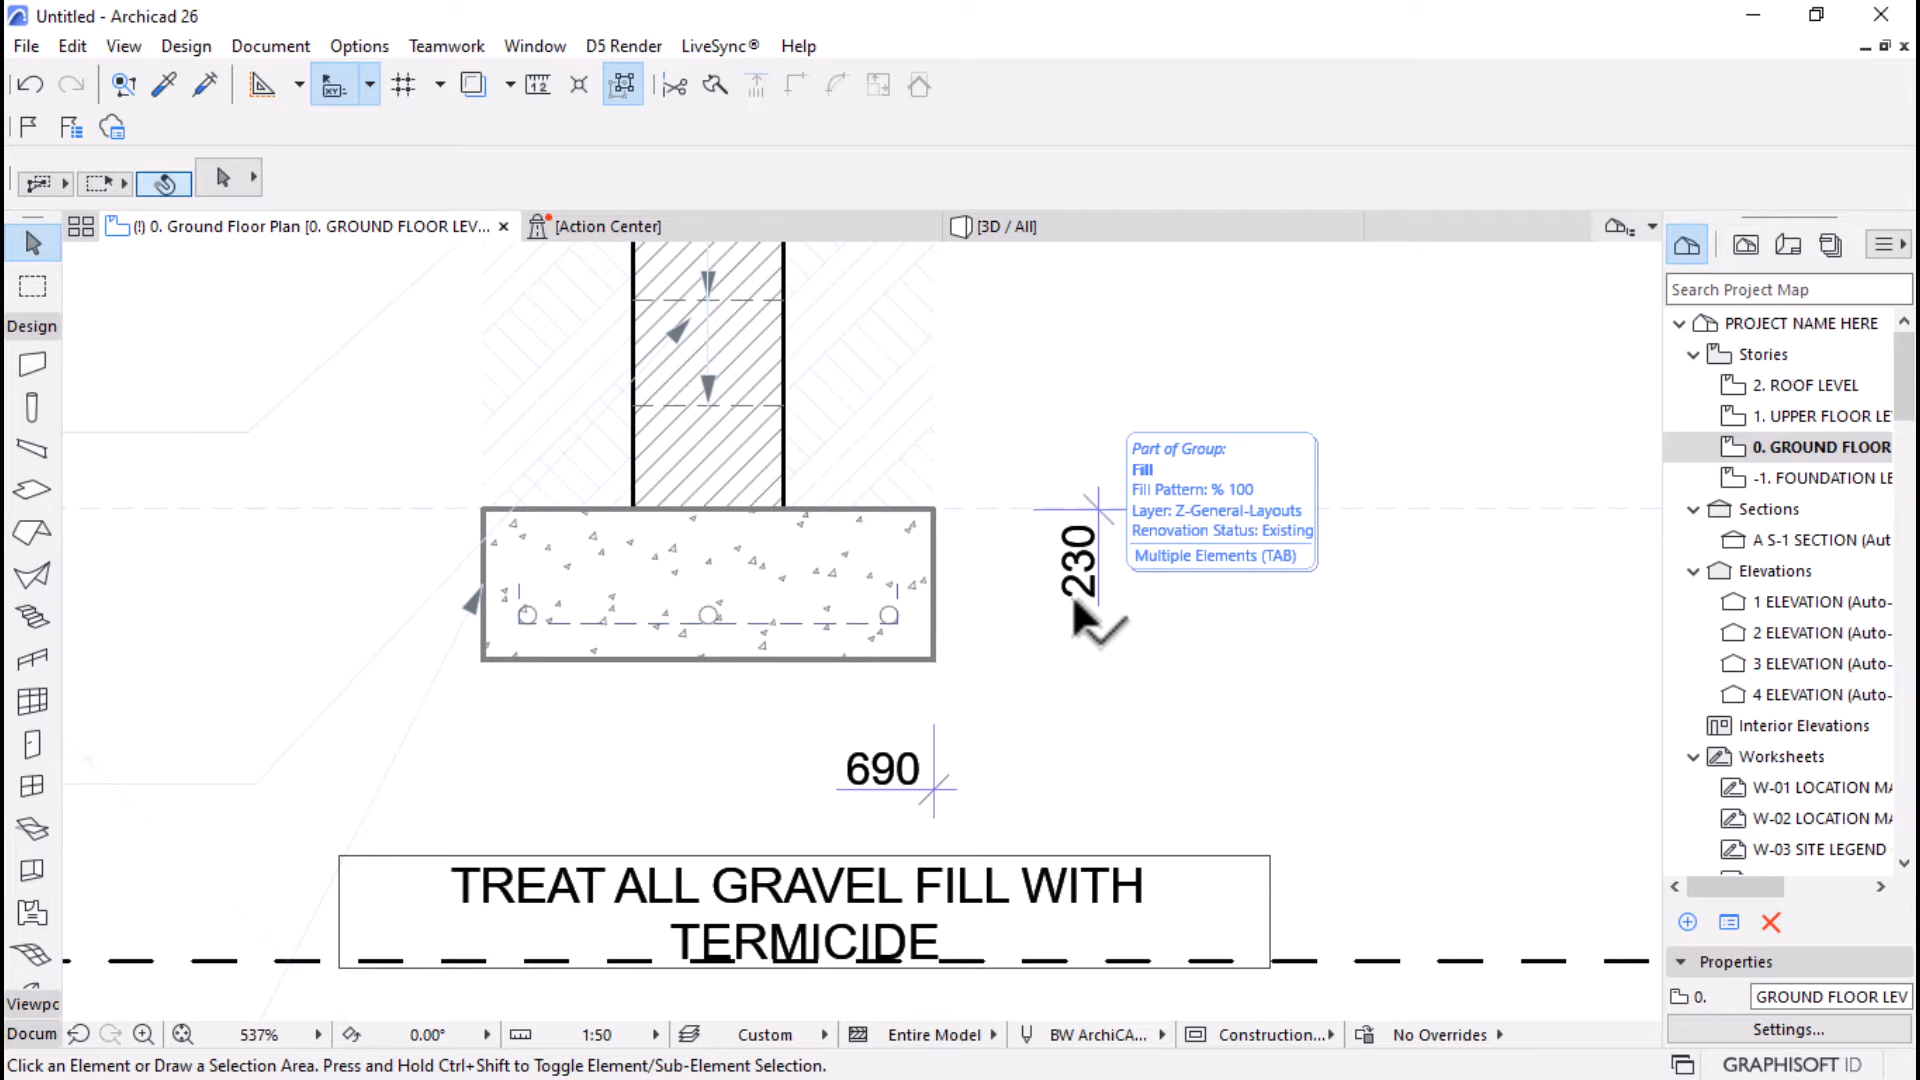 Untitled - Archicad 26
File Edit View Design Document Options Teamwork Window D5 Render LiveSync® Help
(!) 0. Ground Floor Plan [0. GROUND FLOOR LEV...
[Action Center]
[3D / All]
Search Project Map
Design
PROJECT NAME HERE
Stories
2. ROOF LEVEL
1. UPPER FLOOR LE
0. GROUND FLOOR
-1. FOUNDATION LE
Sections
A S-1 SECTION (Aut
Elevations
1 ELEVATION (Auto-
2 ELEVATION (Auto-
3 ELEVATION (Auto-
4 ELEVATION (Auto-
Interior Elevations
Worksheets
W-01 LOCATION MA
W-02 LOCATION MA
W-03 SITE LEGEND
Part of Group:
Fill
Fill Pattern: % 100
Layer: Z-General-Layouts
Renovation Status: Existing
Multiple Elements (TAB)
230
690
TREAT ALL GRAVEL FILL WITH
TERMICIDE
Properties
0. GROUND FLOOR LEV
Settings...
Viewpc
Docum
537% 0.00° 1:50 Custom Entire Model BW ArchiCA... Construction... No Overrides
Click an Element or Draw a Selection Area. Press and Hold Ctrl+Shift to Toggle Element/Sub-Element Selection.
GRAPHISOFT ID